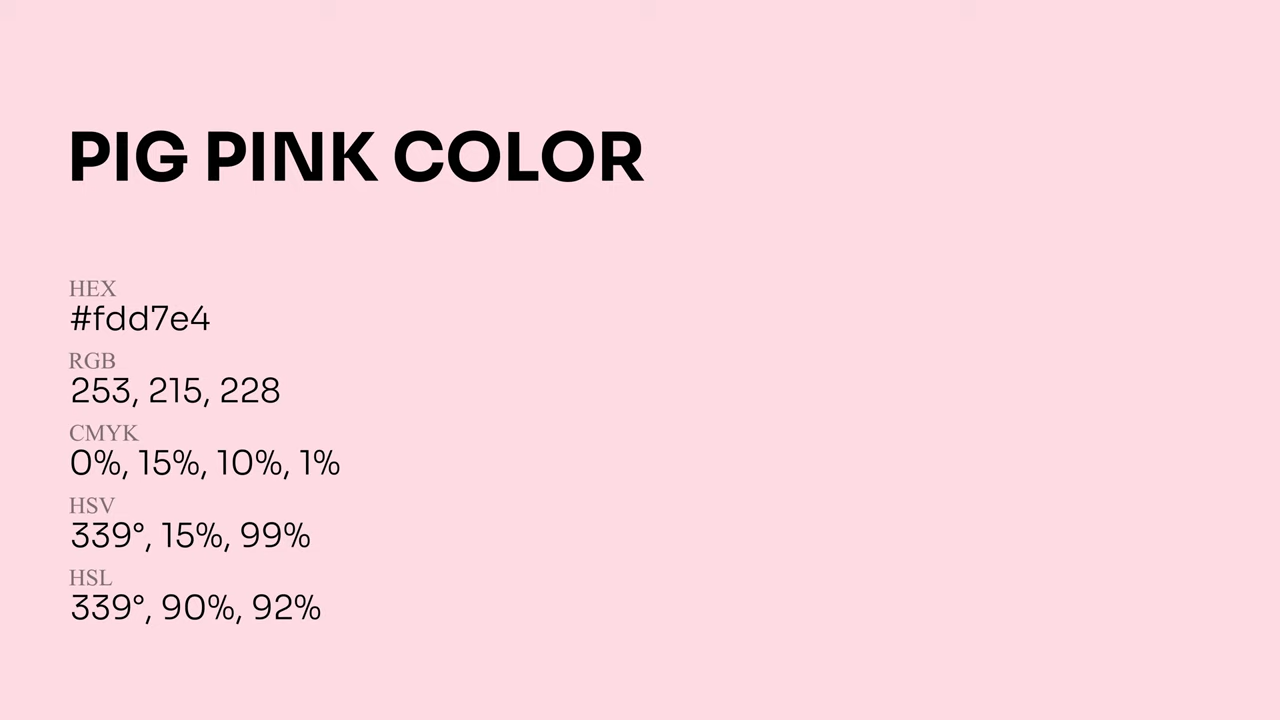 PIG PINK COLOR
HEX
#fdd7e4
RGB
253, 215, 228
CMYK
0%, 15%, 10%, 1%
HSV
339°, 15%, 99%
HSL
339°, 90%, 92%